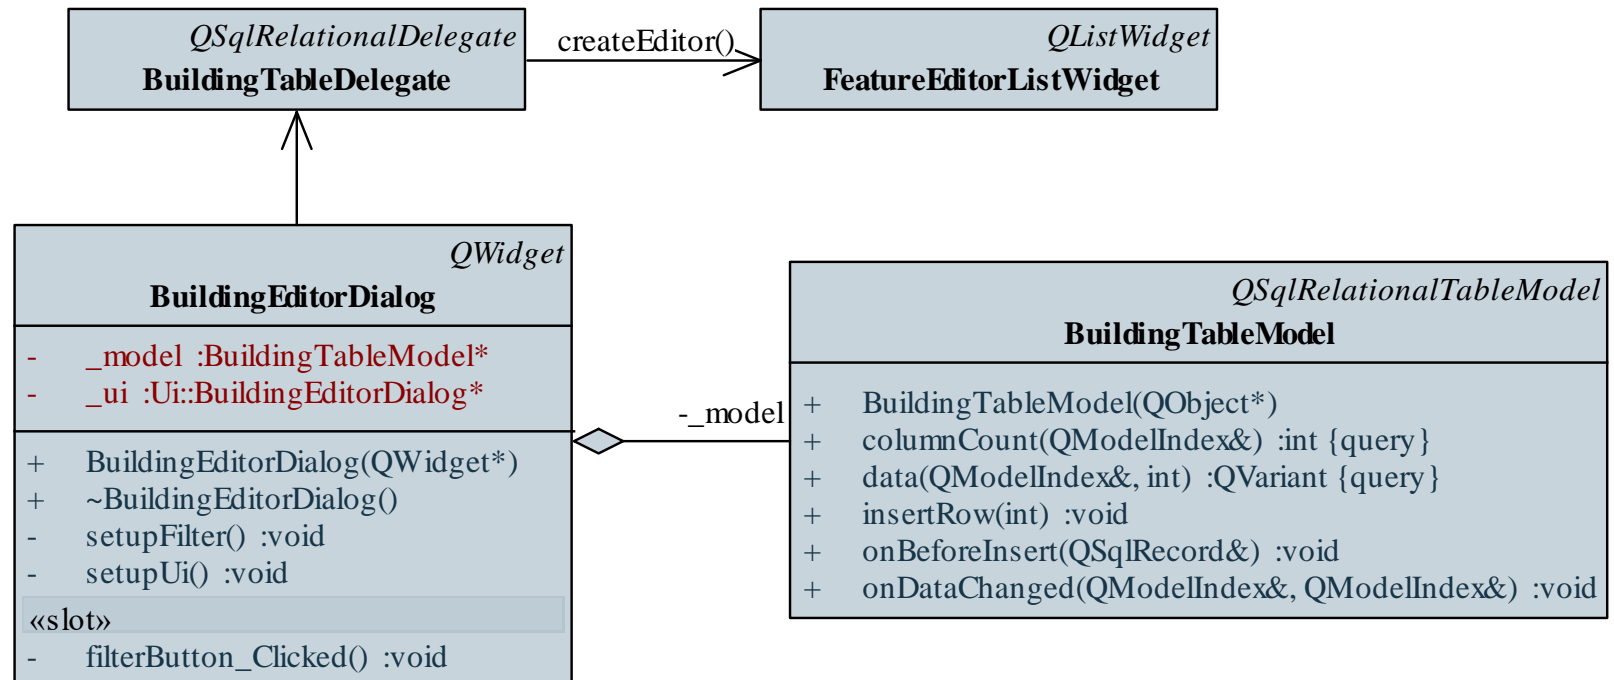 QSqlRelationalDelegate
BuildingTableDelegate
createEditor()
QListWidget
FeatureEditorListWidget
QWidget
BuildingEditorDialog
- _model :BuildingTableModel*
- _ui :Ui::BuildingEditorDialog*
+ BuildingEditorDialog(QWidget*)
+ ~BuildingEditorDialog()
- setupFilter() :void
- setupUi() :void
«slot»
- filterButton_Clicked() :void
-_model
QSqlRelationalTableModel
BuildingTableModel
+ BuildingTableModel(QObject*)
+ columnCount(QModelIndex&) :int {query}
+ data(QModelIndex&, int) :QVariant {query}
+ insertRow(int) :void
+ onBeforeInsert(QSqlRecord&) :void
+ onDataChanged(QModelIndex&, QModelIndex&) :void